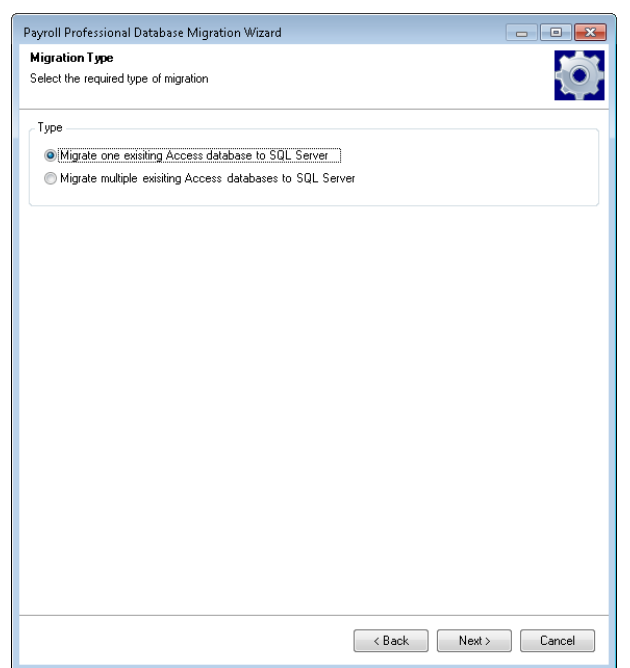 Payroll Professional Database Migration Wizard
Migration Type
Select the required type of migration
Type
Migrate one exisiting Access database to SQL Server
Migrate multiple exisiting Access databases to SQL Server
< Back
Next >
Cancel